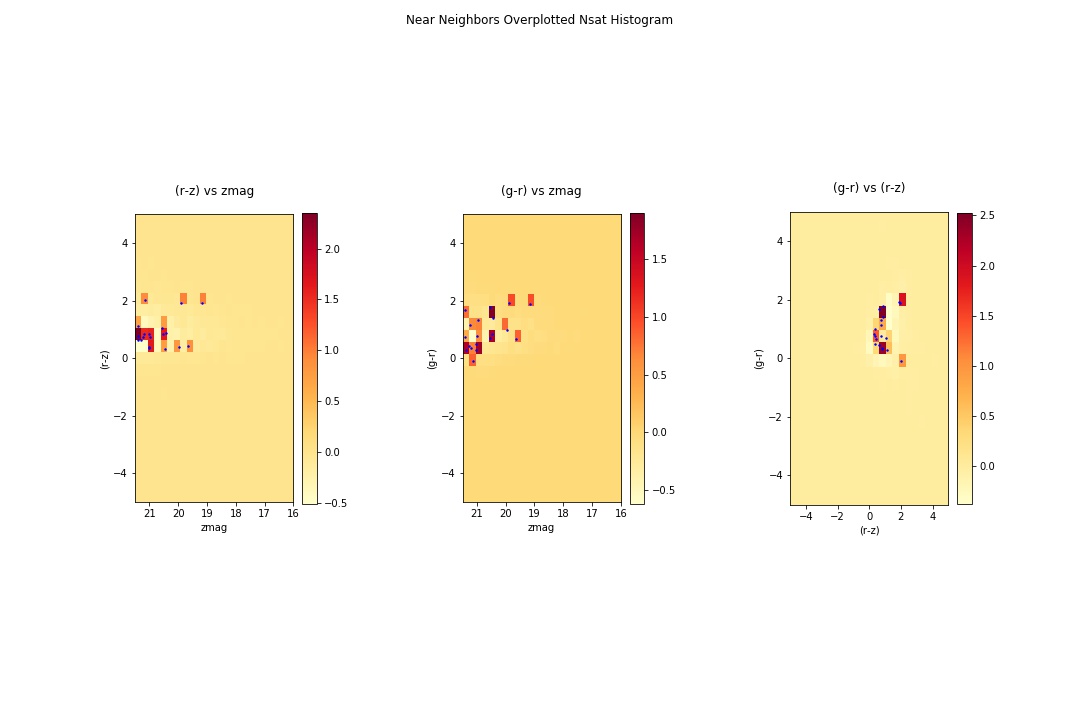 Near Neighbors Overplotted Nsat Histogram
(r-z) vs zmag
4
2
0
−2
−4
(r-z)
21 20 19 18 17 16
zmag
2.0
1.5
1.0
0.5
0.0
−0.5
(g-r) vs zmag
4
2
0
−2
−4
(g-r)
21 20 19 18 17 16
zmag
1.5
1.0
0.5
0.0
−0.5
(g-r) vs (r-z)
4
2
0
−2
−4
(g-r)
−4 −2 0 2 4
(r-z)
2.5
2.0
1.5
1.0
0.5
0.0